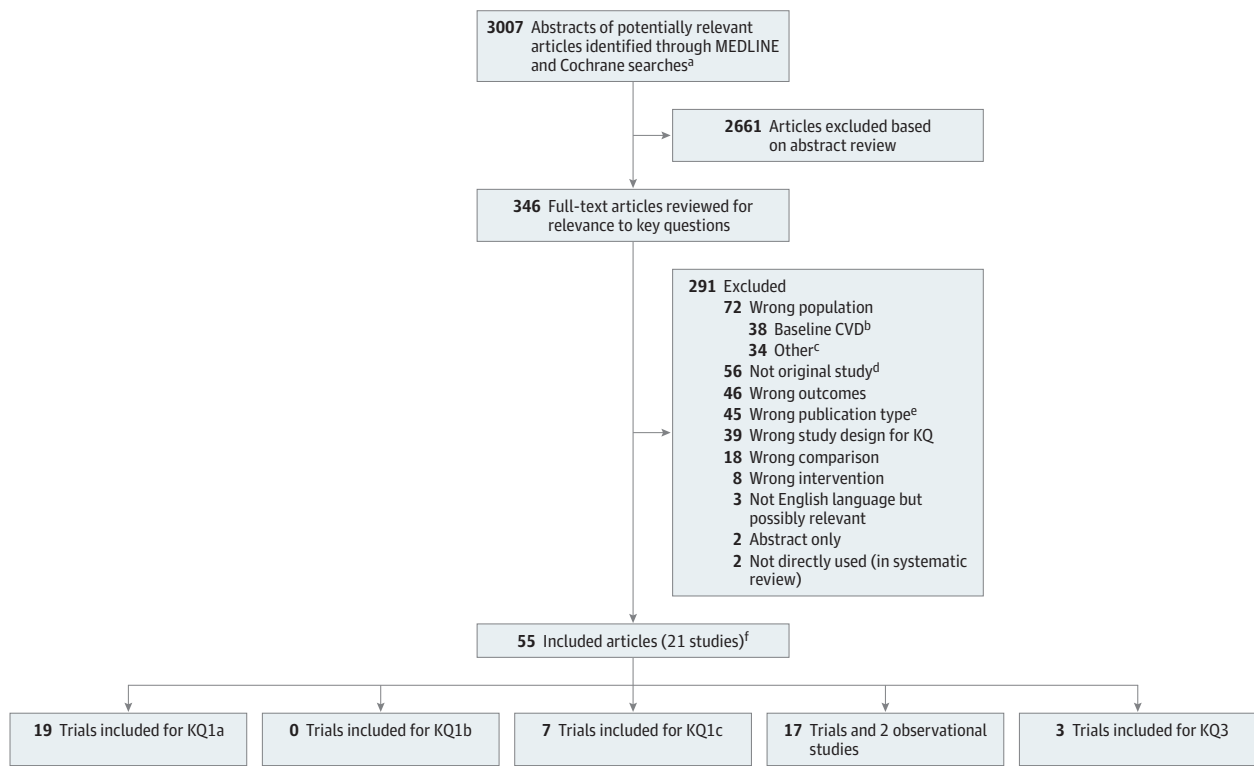 3007 Abstracts of potentially relevant
articles identified through MEDLINE
and Cochrane searchesa
2661 Articles excluded based
on abstract review
346 Full-text articles reviewed for
relevance to key questions
291 Excluded
72 Wrong population
38 Baseline CVDb
34 Otherc
56 Not original studyd
46 Wrong outcomes
45 Wrong publication typee
39 Wrong study design for KQ
18 Wrong comparison
8 Wrong intervention
3 Not English language but
possibly relevant
2 Abstract only
2 Not directly used (in systematic
review)
55 Included articles (21 studies)f
19 Trials included for KQ1a
0 Trials included for KQ1b
7 Trials included for KQ1c
17 Trials and 2 observational
studies
3 Trials included for KQ3